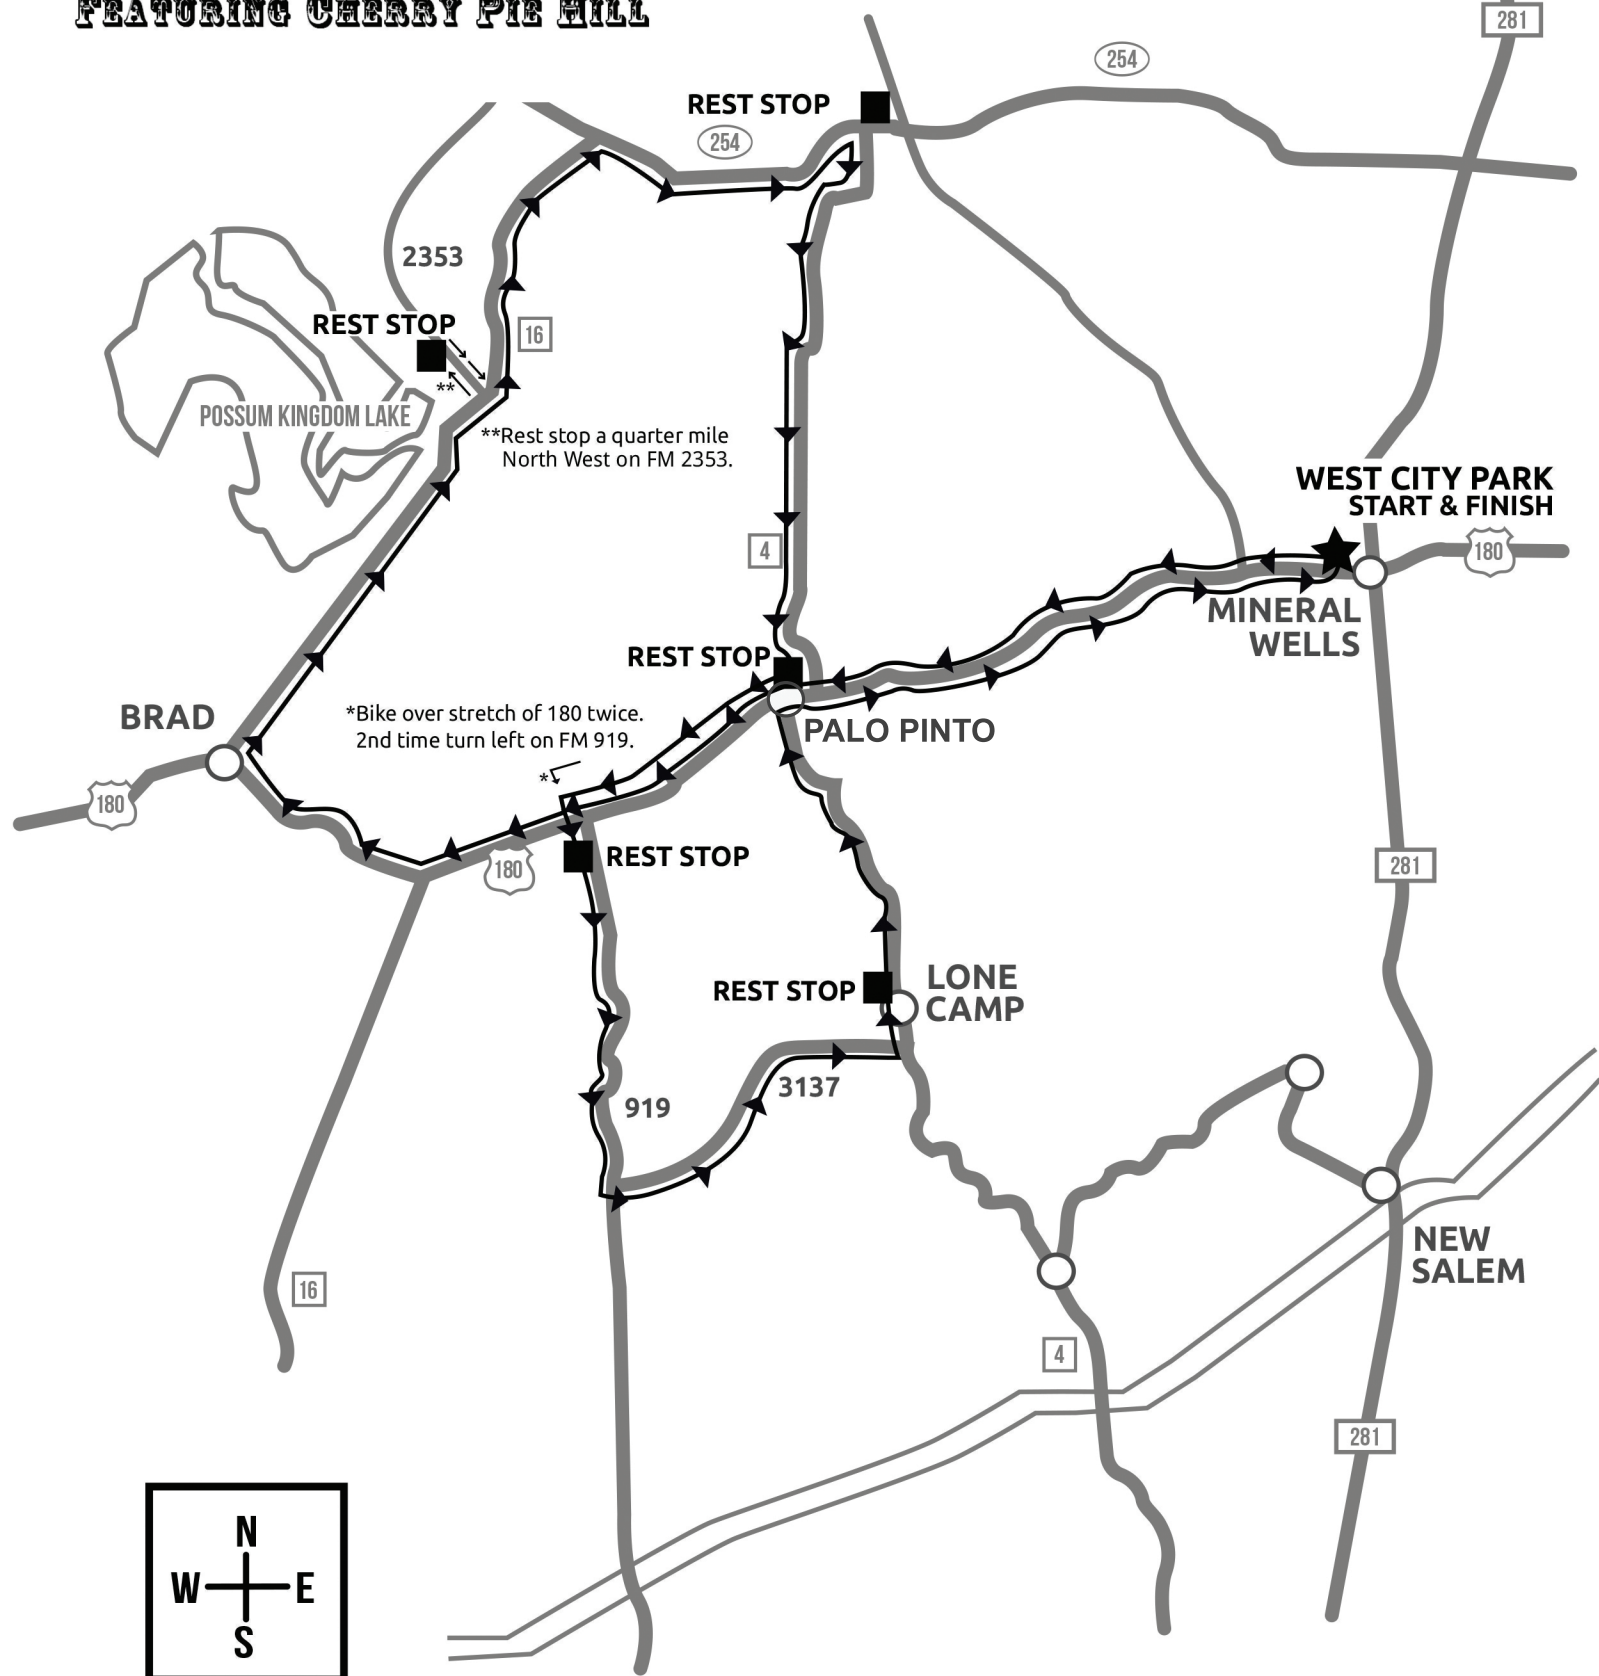 FEATURING CHERRY PIE HILL
281
254
REST STOP
254
2353
REST STOP
16
**
POSSUM KINGDOM LAKE
**Rest stop a quarter mile
North West on FM 2353.
WEST CITY PARK
START & FINISH
180
4
MINERAL
WELLS
REST STOP
BRAD
*Bike over stretch of 180 twice.
2nd time turn left on FM 919.
PALO PINTO
*
180
REST STOP
180
281
LONE
CAMP
REST STOP
3137
919
NEW
SALEM
16
4
281
N
W E
S